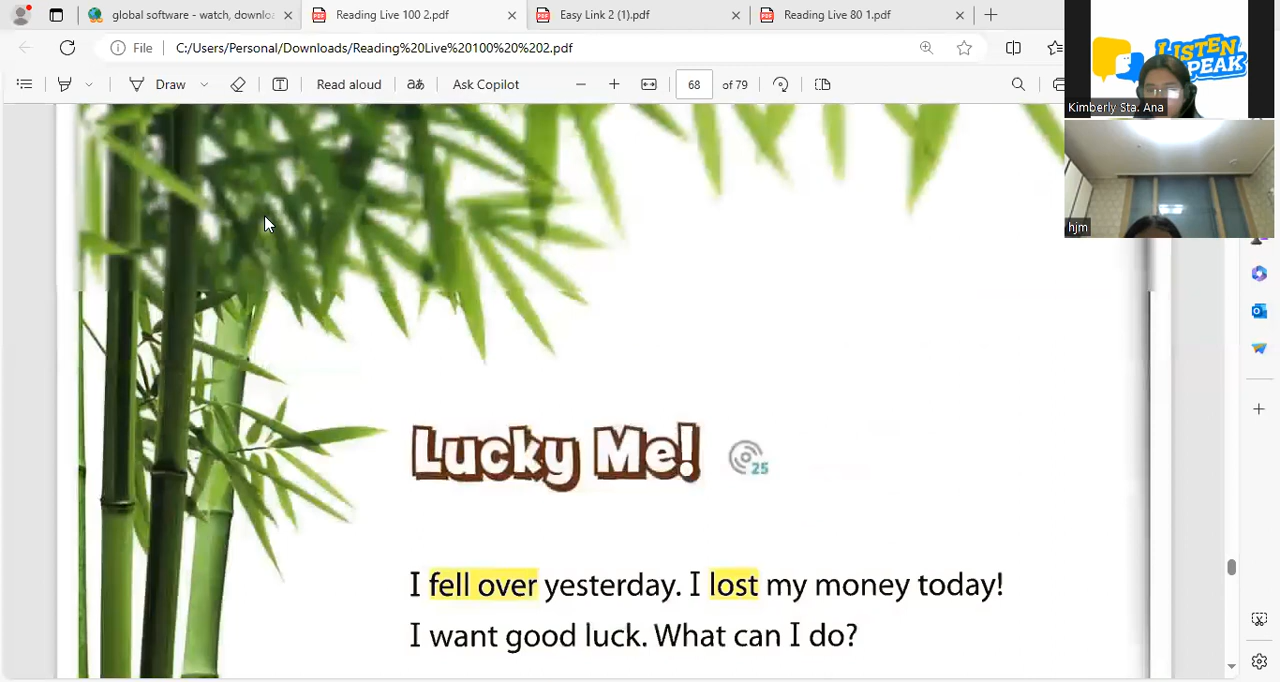 global software - watch, downlo
Reading Live 100 2.pdf
Easy Link 2 (1).pdf
Reading Live 80 1.pdf
File
C:/Users/Personal/Downloads/Reading%20Live%20100%20%202.pdf
Draw
Read aloud
aあ
Ask Copilot
68
of 79
LISTEN
SPEAK
Kimberly Sta. Ana
hjm
Lucky Me!
25
I fell over yesterday. I lost my money today!
I want good luck. What can I do?